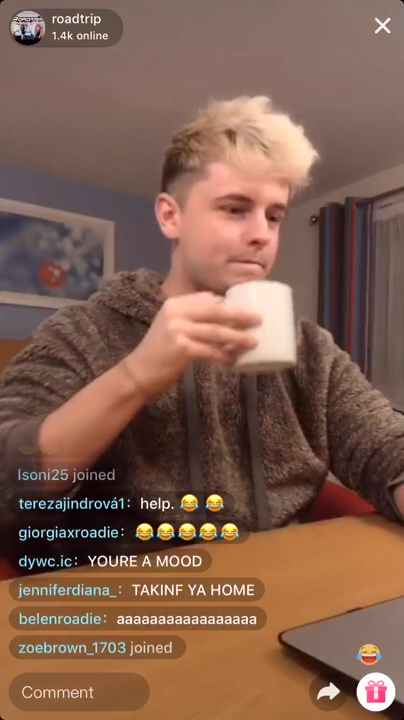 roadtrip
1.4k online
lsoni25 joined
terezajindrová1: help. 😂 😂
giorgiaxroadie: 😂😂😂😂😂
dywc.ic: YOURE A MOOD
jenniferdiana_: TAKINF YA HOME
belenroadie: aaaaaaaaaaaaaaaaa
zoebrown_1703 joined
Comment